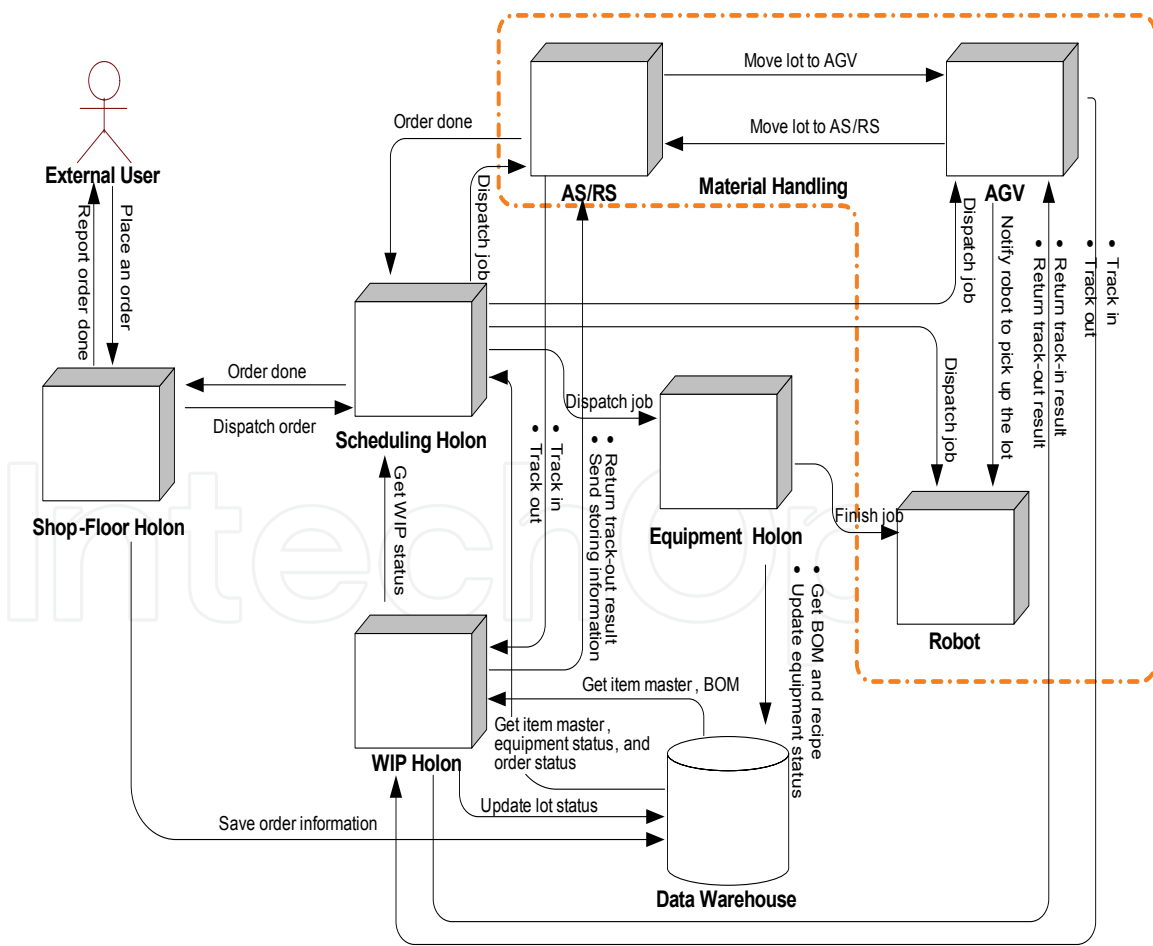 Move lot to AGV
Order done
Move lot to AS/RS
External User
AS/RS
Material Handling
AGV
Dispatch job
Place an order
Report order done
Dispatch job
Notify robot to pick up the lot
• Return track-in result
• Return track-out result
• Track in
• Track out
Order done
Dispatch order
Dispatch job
Dispatch job
Scheduling Holon
• Track in
• Track out
• Return track-out result
• Send storing information
Get WIP status
Shop-Floor Holon
Equipment Holon
Finish job
IntechOp
• Get BOM and recipe
• Update equipment status
Robot
Get item master, BOM
Get item master,
equipment status, and
order status
WIP Holon
Update lot status
Save order information
Data Warehouse